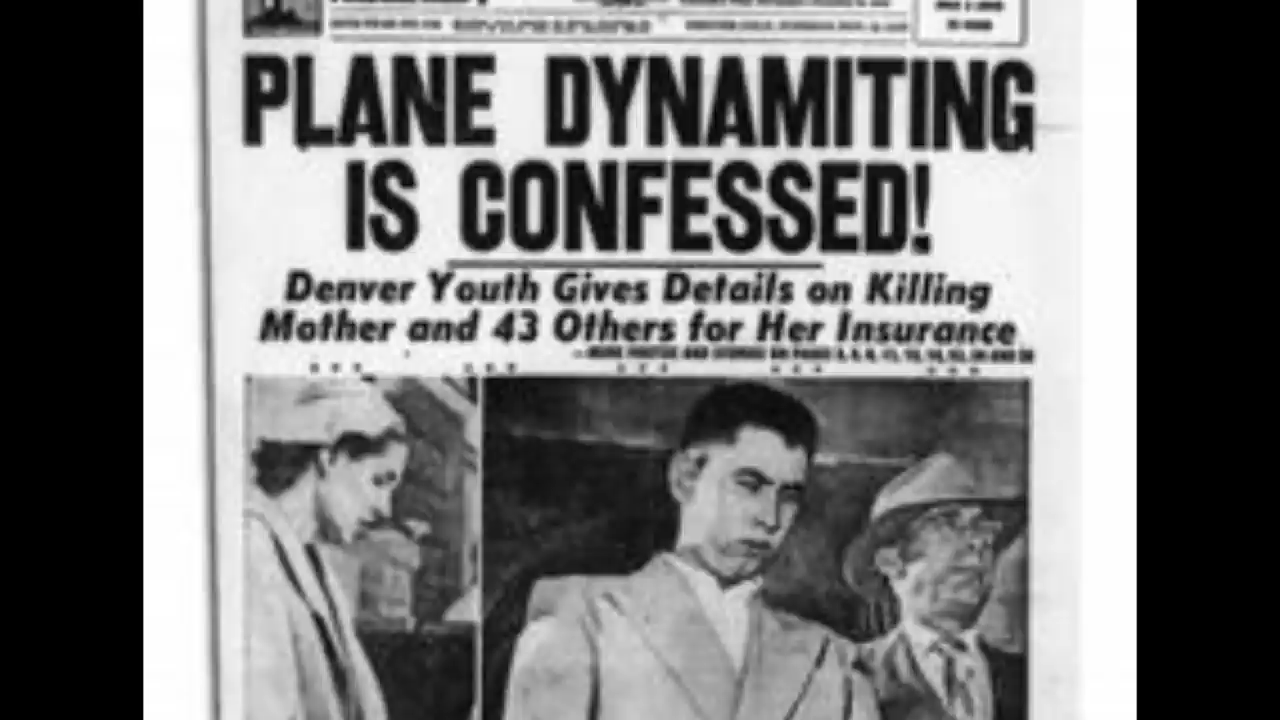 PLANE DYNAMITING
IS CONFESSED!
Denver Youth Gives Details on Killing
Mother and 43 Others for Her Insurance